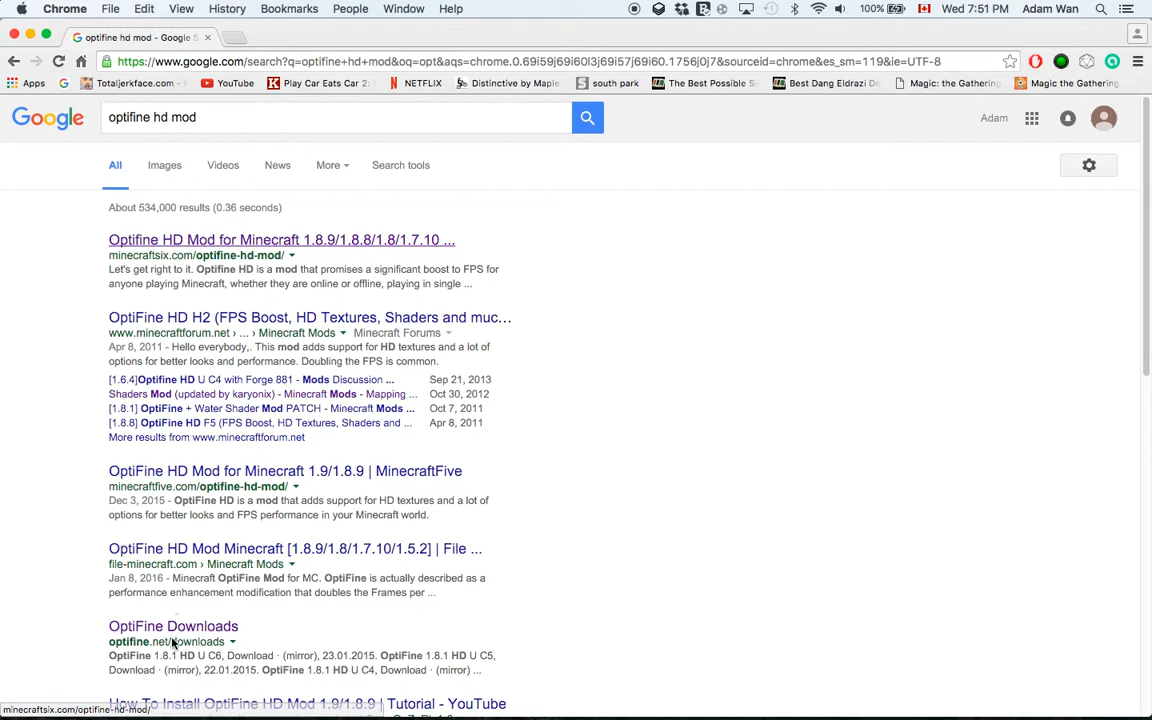 Chrome File Edit View History Bookmarks People Window Help 100% Wed 7:51 PM Adam Wan
optifine hd mod - Google S
https://www.google.com/search?q=optifine+hd+mod&oq=opt&aqs=chrome.0.69i59j69i60l3j69i57j69i60.1756j0j7&sourceid=chrome&es_sm=119&ie=UTF-8
Apps Totaljerkface.com - YouTube Play Car Eats Car 2: NETFLIX Distinctive by Maple south park The Best Possible S Best Dang Eldrazi De Magic: the Gathering Magic the Gathering
Google optifine hd mod Adam
All Images Videos News More Search tools
About 534,000 results (0.36 seconds)
Optifine HD Mod for Minecraft 1.8.9/1.8.8/1.8/1.7.10 ...
minecraftsix.com/optifine-hd-mod/
Let's get right to it. Optifine HD is a mod that promises a significant boost to FPS for
anyone playing Minecraft, whether they are online or offline, playing in single ...
OptiFine HD H2 (FPS Boost, HD Textures, Shaders and muc...
www.minecraftforum.net › ... › Minecraft Mods Minecraft Forums
Apr 8, 2011 - Hello everybody,. This mod adds support for HD textures and a lot of
options for better looks and performance. Doubling the FPS is common.
[1.6.4]Optifine HD U C4 with Forge 881 - Mods Discussion ... Sep 21, 2013
Shaders Mod (updated by karyonix) - Minecraft Mods - Mapping ... Oct 30, 2012
[1.8.1] OptiFine + Water Shader Mod PATCH - Minecraft Mods ... Oct 7, 2011
[1.8.8] OptiFine HD F5 (FPS Boost, HD Textures, Shaders and ... Apr 8, 2011
More results from www.minecraftforum.net
OptiFine HD Mod for Minecraft 1.9/1.8.9 | MinecraftFive
minecraftfive.com/optifine-hd-mod/
Dec 3, 2015 - OptiFine HD is a mod that adds support for HD textures and a lot of
options for better looks and FPS performance in your Minecraft world.
OptiFine HD Mod Minecraft [1.8.9/1.8/1.7.10/1.5.2] | File ...
file-minecraft.com › Minecraft Mods
Jan 8, 2016 - Minecraft OptiFine Mod for MC. OptiFine is actually described as a
performance enhancement modification that doubles the Frames per ...
OptiFine Downloads
optifine.net/downloads
OptiFine 1.8.1 HD U C6, Download · (mirror), 23.01.2015. OptiFine 1.8.1 HD U C5,
Download · (mirror), 22.01.2015. OptiFine 1.8.1 HD U C4, Download · (mirror) ...
How To Install OptiFine HD Mod 1.9/1.8.9 | Tutorial - YouTube
minecraftsix.com/optifine-hd-mod/